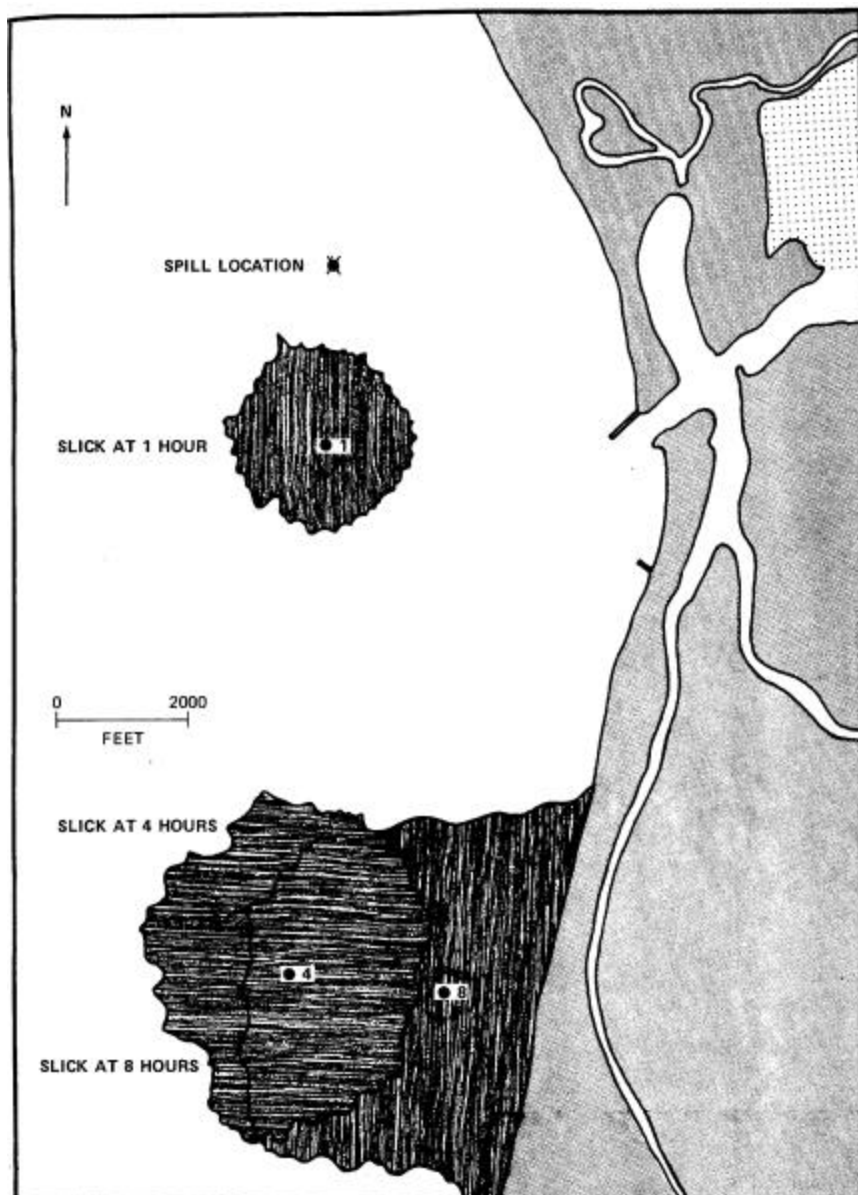 N
SPILL LOCATION
SLICK AT 1 HOUR
1
0 2000
FEET
SLICK AT 4 HOURS
4
8
SLICK AT 8 HOURS